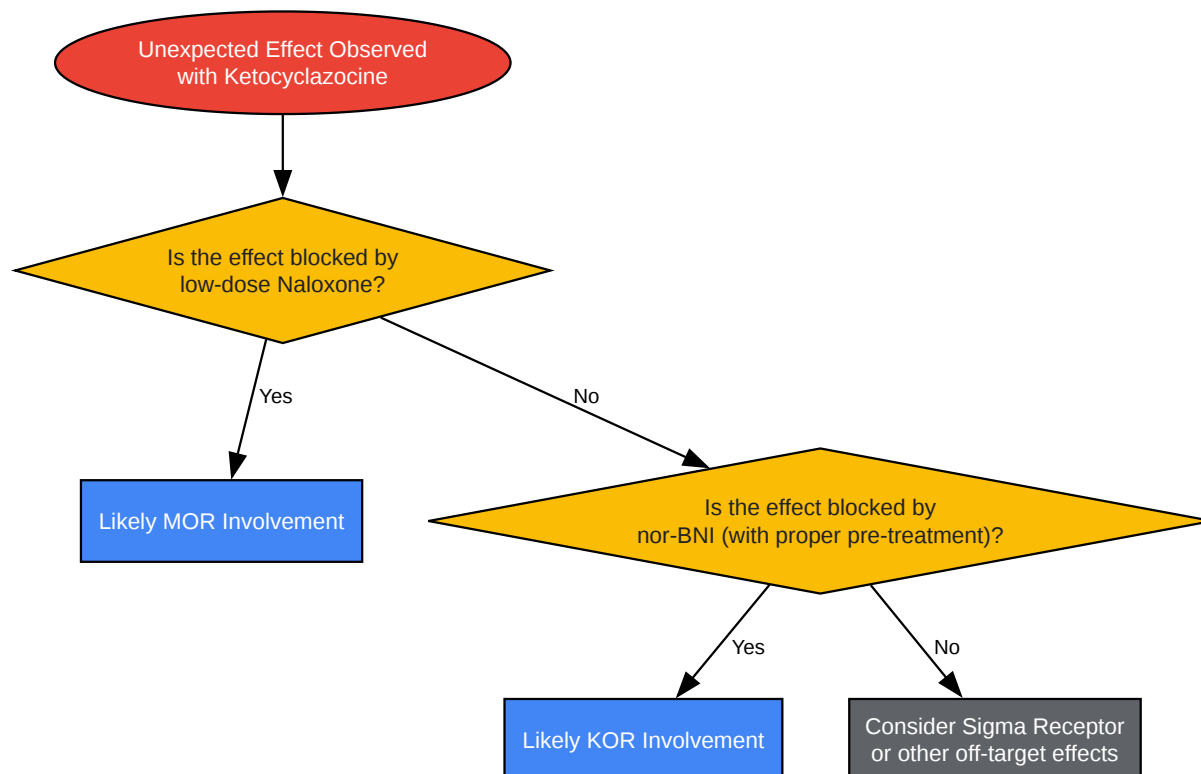 Unexpected Effect Observed
with Ketocyclazocine
Is the effect blocked by
low-dose Naloxone?
Yes
No
Likely MOR Involvement
Is the effect blocked by
nor-BNI (with proper pre-treatment)?
Yes
No
Likely KOR Involvement
Consider Sigma Receptor
or other off-target effects